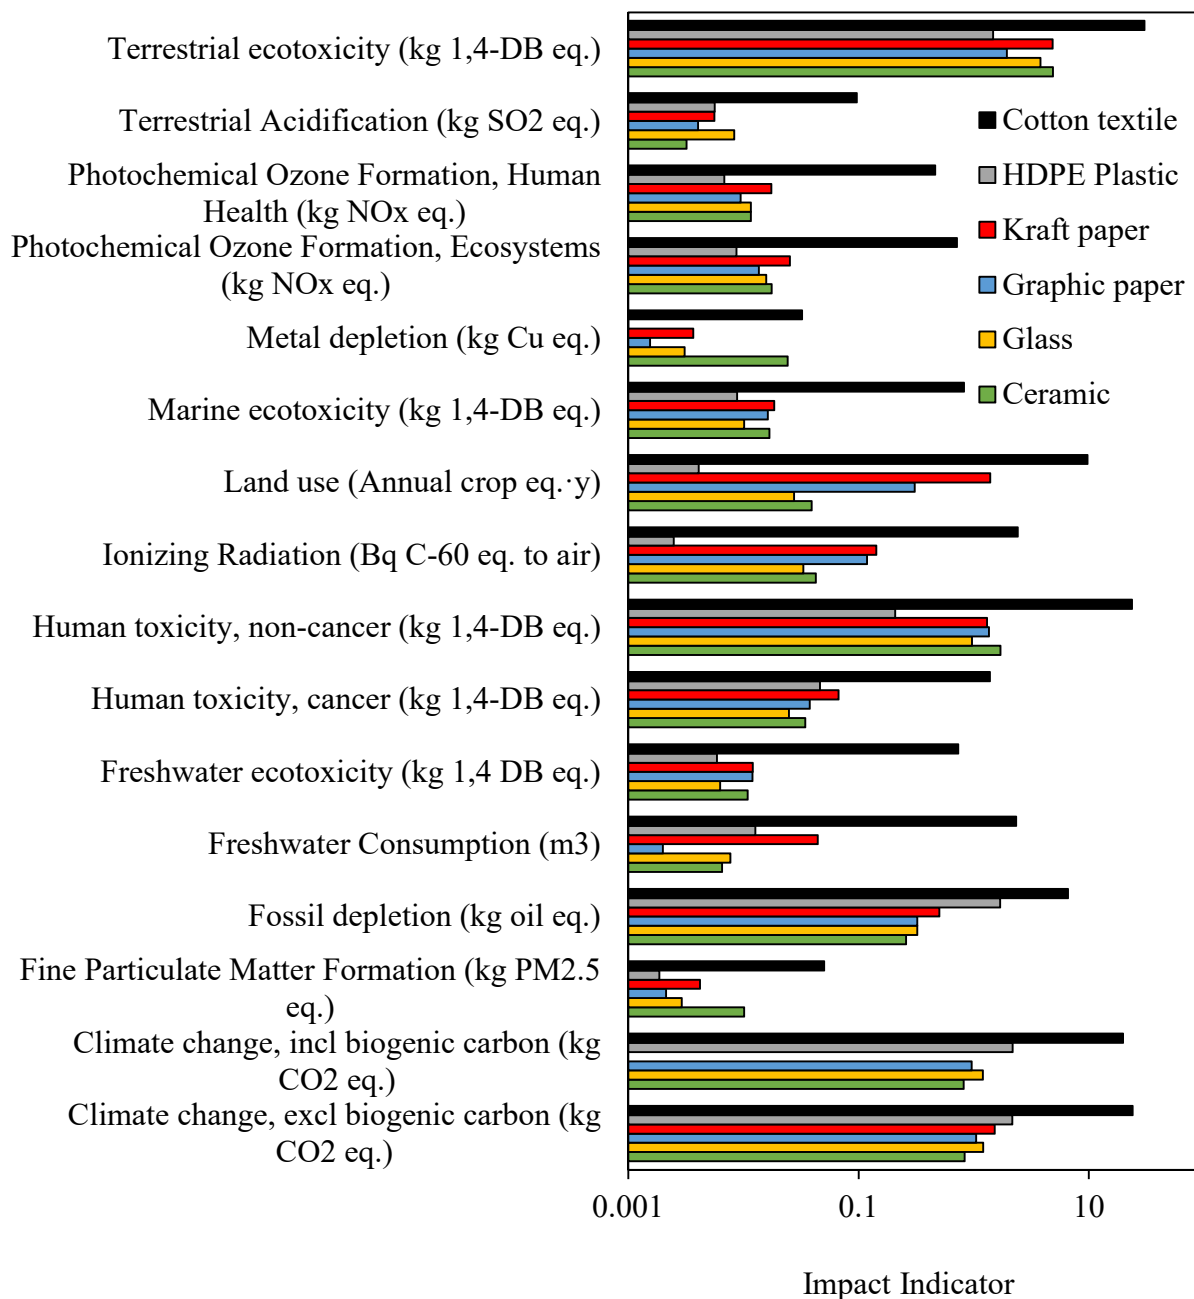 Terrestrial ecotoxicity (kg 1,4-DB eq.)
Terrestrial Acidification (kg SO2 eq.)
Photochemical Ozone Formation, Human
Health (kg NOx eq.)
Photochemical Ozone Formation, Ecosystems
(kg NOx eq.)
Metal depletion (kg Cu eq.)
Marine ecotoxicity (kg 1,4-DB eq.)
Land use (Annual crop eq.·y)
Ionizing Radiation (Bq C-60 eq. to air)
Human toxicity, non-cancer (kg 1,4-DB eq.)
Human toxicity, cancer (kg 1,4-DB eq.)
Freshwater ecotoxicity (kg 1,4 DB eq.)
Freshwater Consumption (m3)
Fossil depletion (kg oil eq.)
Fine Particulate Matter Formation (kg PM2.5
eq.)
Climate change, incl biogenic carbon (kg
CO2 eq.)
Climate change, excl biogenic carbon (kg
CO2 eq.)
Cotton textile
HDPE Plastic
Kraft paper
Graphic paper
Glass
Ceramic
0.001 0.1 10
Impact Indicator